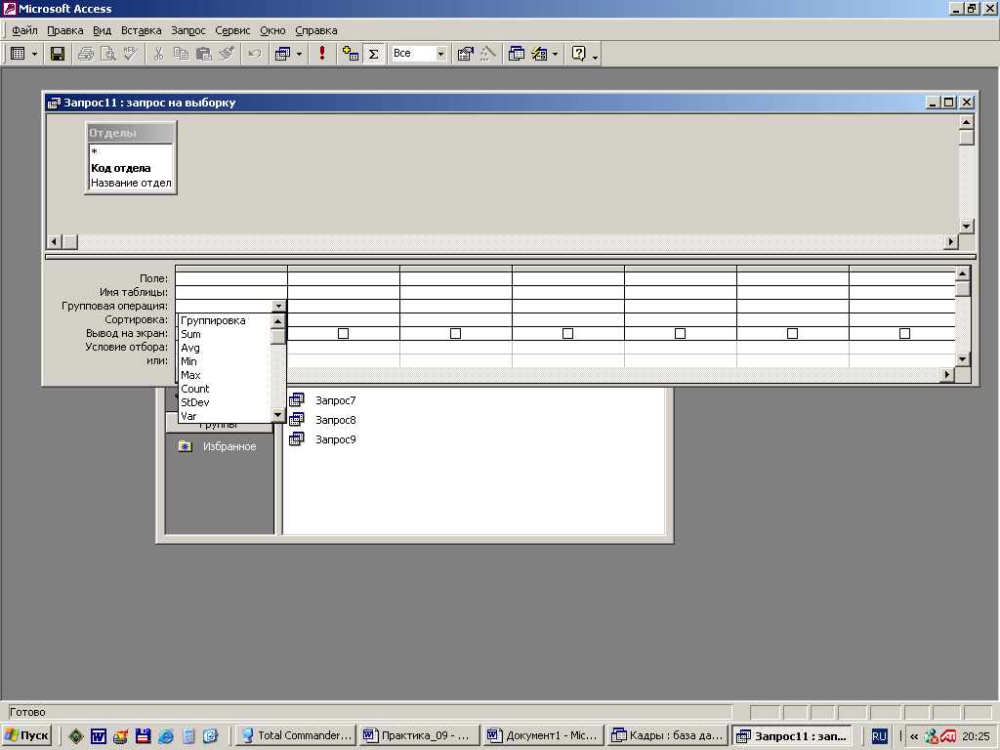 Microsoft Access
Файл Правка Вид Вставка Запрос Сервис Окно Справка
Все
Запрос11 : запрос на выборку
Отделы
*
Код отдела
Название отдел
Поле:
Имя таблицы:
Групповая операция:
Сортировка:
Вывод на экран:
Условие отбора:
или:
Группировка
Sum
Avg
Min
Max
Count
StDev
Var
Группы
Избранное
Запрос7
Запрос8
Запрос9
Готово
Пуск Total Commander... Практика_09 - ... Документ1 - Mic... Кадры : база да... Запрос11 : зап... RU « 20:25